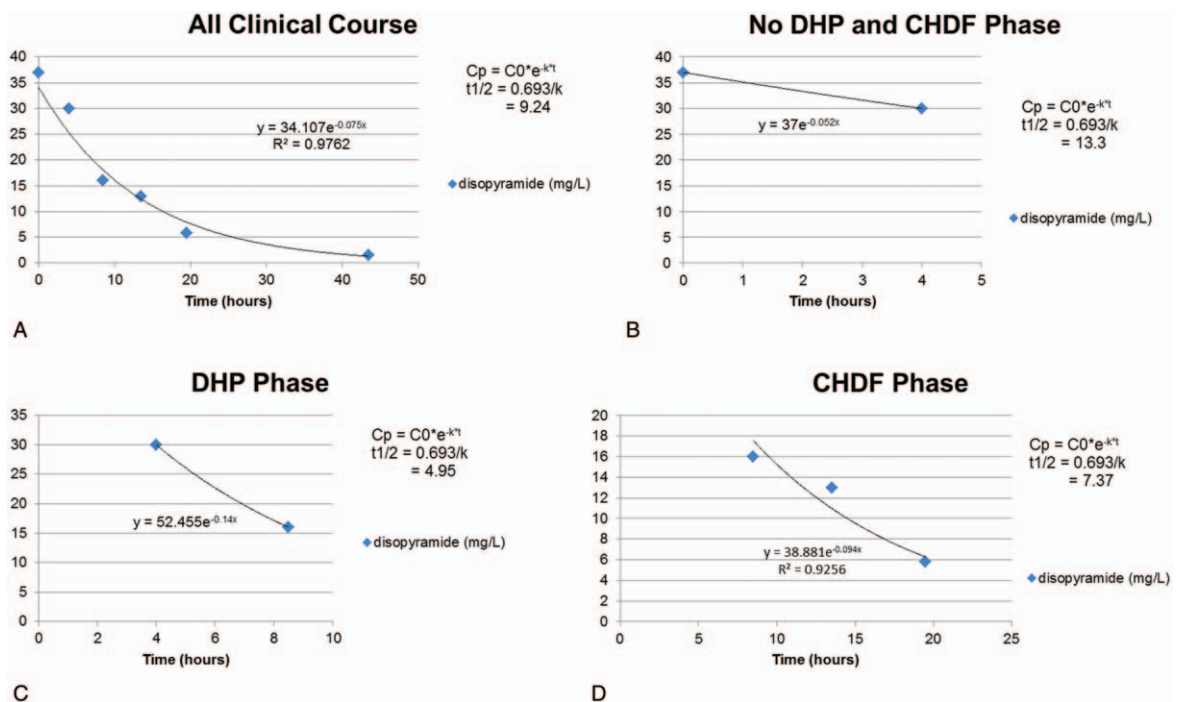 All Clinical Course
40
35
30
25
20
15
10
5
0
0 10 20 30 40 50
Time (hours)
y = 34.107e^-0.075x
R² = 0.9762
Cp = C0*e^-k*t
t1/2 = 0.693/k
= 9.24
disopyramide (mg/L)
A
No DHP and CHDF Phase
40
35
30
25
20
15
10
5
0
0 1 2 3 4 5
Time (hours)
y = 37e^-0.052x
Cp = C0*e^-k*t
t1/2 = 0.693/k
= 13.3
disopyramide (mg/L)
B
DHP Phase
35
30
25
20
15
10
5
0
0 2 4 6 8 10
Time (hours)
y = 52.455e^-0.14x
Cp = C0*e^-k*t
t1/2 = 0.693/k
= 4.95
disopyramide (mg/L)
C
CHDF Phase
20
18
16
14
12
10
8
6
4
2
0
0 5 10 15 20 25
Time (hours)
y = 38.881e^-0.094x
R² = 0.9256
Cp = C0*e^-k*t
t1/2 = 0.693/k
= 7.37
disopyramide (mg/L)
D